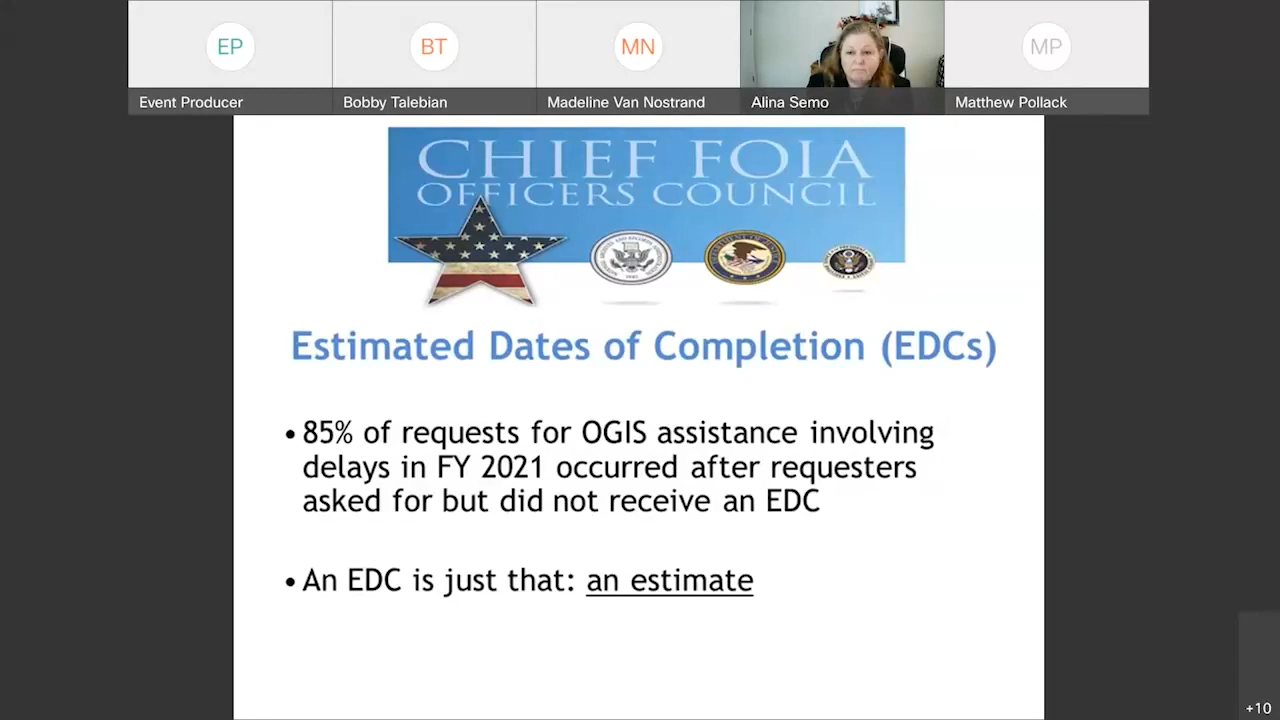 EP
BT
MN
MP
Event Producer
Bobby Talebian
Madeline Van Nostrand
Alina Semo
Matthew Pollack
CHIEF FOIA
OFFICERS COUNCIL
Estimated Dates of Completion (EDCs)
• 85% of requests for OGIS assistance involving
delays in FY 2021 occurred after requesters
asked for but did not receive an EDC
• An EDC is just that: an estimate
+10